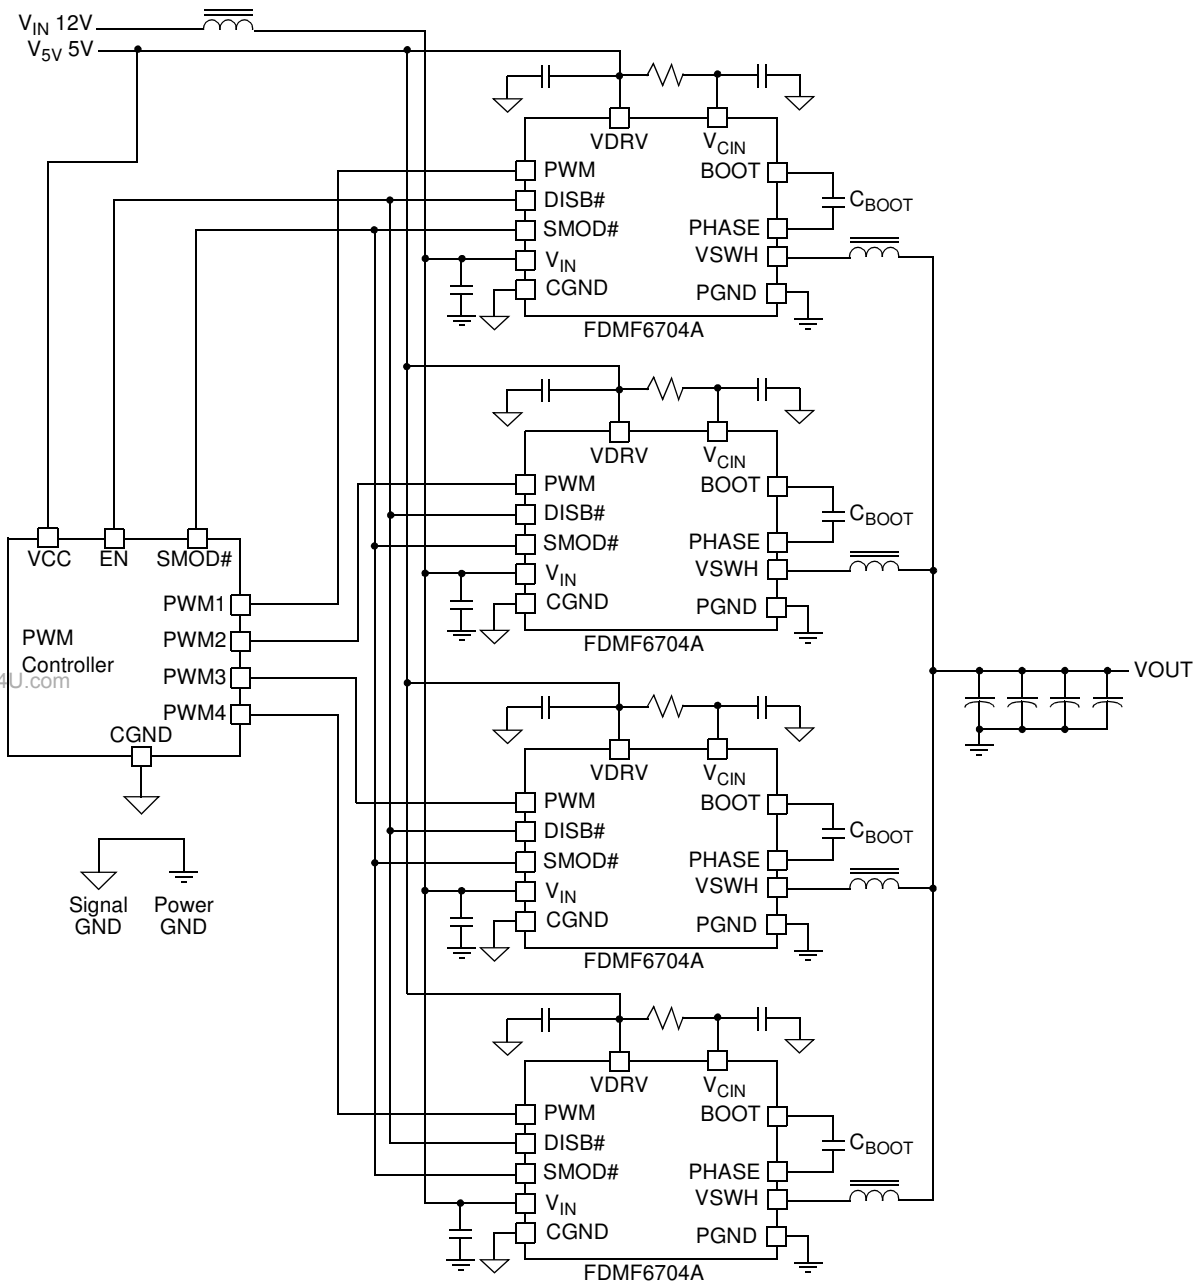 VIN 12V
V5V 5V
VDRV
VCIN
PWM
BOOT
DISB#
CBOOT
SMOD#
PHASE
VIN
VSWH
CGND
PGND
FDMF6704A
VDRV
VCIN
PWM
BOOT
DISB#
CBOOT
SMOD#
PHASE
VIN
VSWH
CGND
PGND
FDMF6704A
VCC
EN
SMOD#
PWM1
PWM
Controller
PWM2
PWM3
PWM4
CGND
4U.com
VOUT
VDRV
VCIN
PWM
BOOT
DISB#
CBOOT
SMOD#
PHASE
VIN
VSWH
CGND
PGND
FDMF6704A
Signal
GND
Power
GND
VDRV
VCIN
PWM
BOOT
DISB#
CBOOT
SMOD#
PHASE
VIN
VSWH
CGND
PGND
FDMF6704A